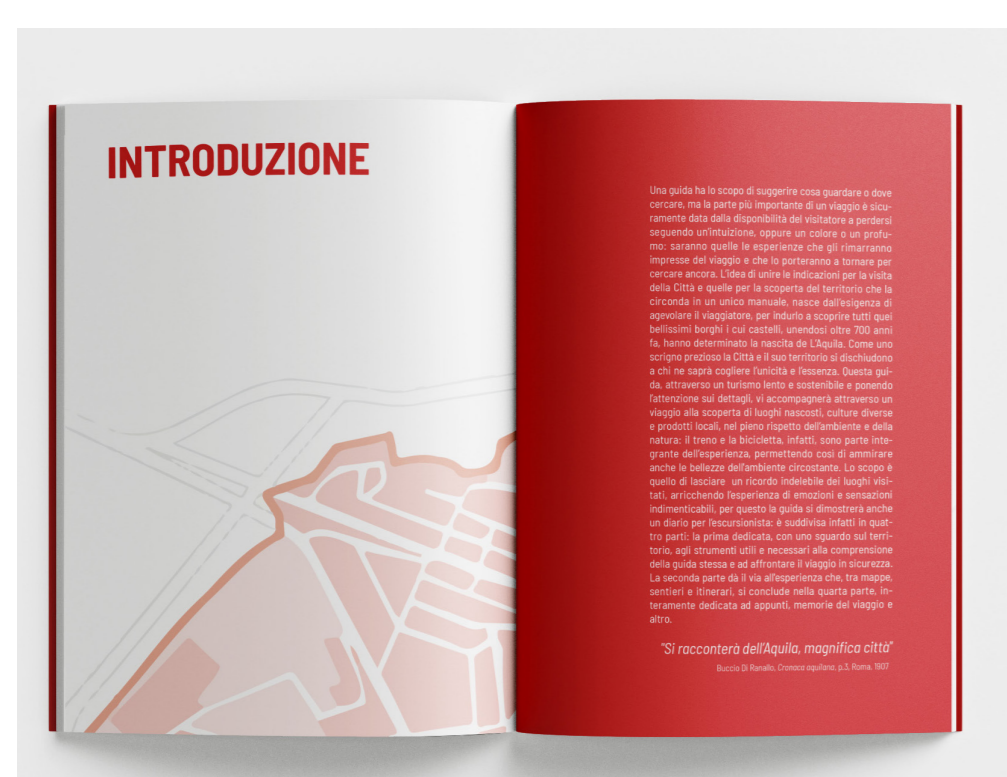 INTRODUZIONE
Una guida ha lo scopo di suggerire cosa guardare o dove
cercare, ma la parte più importante di un viaggio è sicu-
ramente data dalla disponibilità del visitatore a perdersi
seguendo un'intuizione, oppure un colore o un profu-
mo: saranno quelle le esperienze che gli rimarranno
impresse del viaggio e che lo porteranno a tornare per
cercare ancora. L'idea di unire le indicazioni per la visita
della Città e quelle per la scoperta del territorio che la
circonda in un unico manuale, nasce dall'esigenza di
agevolare il viaggiatore, per indurlo a scoprire tutti quei
bellissimi borghi i cui castelli, unendosi oltre 700 anni
fa, hanno determinato la nascita de L'Aquila. Come uno
scrigno prezioso la Città e il suo territorio si dischiudono
a chi ne saprà cogliere l'unicità e l'essenza. Questa gui-
da, attraverso un turismo lento e sostenibile e ponendo
l'attenzione sui dettagli, vi accompagnerà attraverso un
viaggio alla scoperta di luoghi nascosti, culture diverse
e prodotti locali, nel pieno rispetto dell'ambiente e della
natura: il treno e la bicicletta, infatti, sono parte inte-
grante dell'esperienza, permettendo così di ammirare
anche le bellezze dell'ambiente circostante. Lo scopo è
quello di lasciare un ricordo indelebile dei luoghi visi-
tati, arricchendo l'esperienza di emozioni e sensazioni
indimenticabili, per questo la guida si dimostrerà anche
un diario per l'escursionista: è suddivisa infatti in quat-
tro parti: la prima dedicata, con uno sguardo sul terri-
torio, agli strumenti utili e necessari alla comprensione
della guida stessa e ad affrontare il viaggio in sicurezza.
La seconda parte dà il via all'esperienza che, tra mappe,
sentieri e itinerari, si conclude nella quarta parte, in-
teramente dedicata ad appunti, memorie del viaggio e
altro.
"Si racconterà dell'Aquila, magnifica città"
Buccio Di Ranallo, Cronaca aquilana, p.3, Roma, 1907